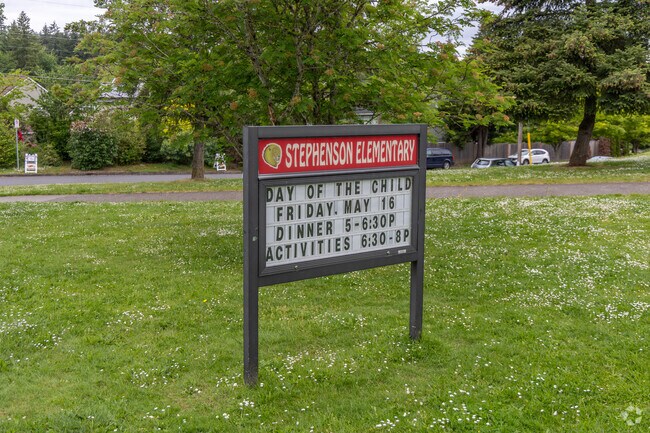 STEPHENSON ELEMENTARY
DAY OF THE CHILD
FRIDAY. MAY 16
DINNER 5-6:30P
ACTIVITIES 6:30-8P